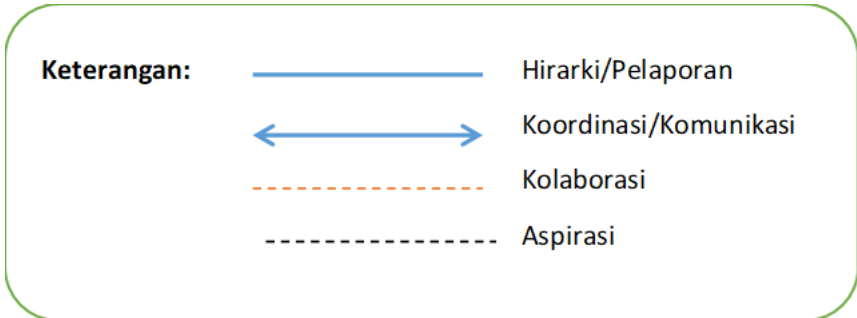 Keterangan: Hirarki/Pelaporan
Koordinasi/Komunikasi
Kolaborasi
Aspirasi